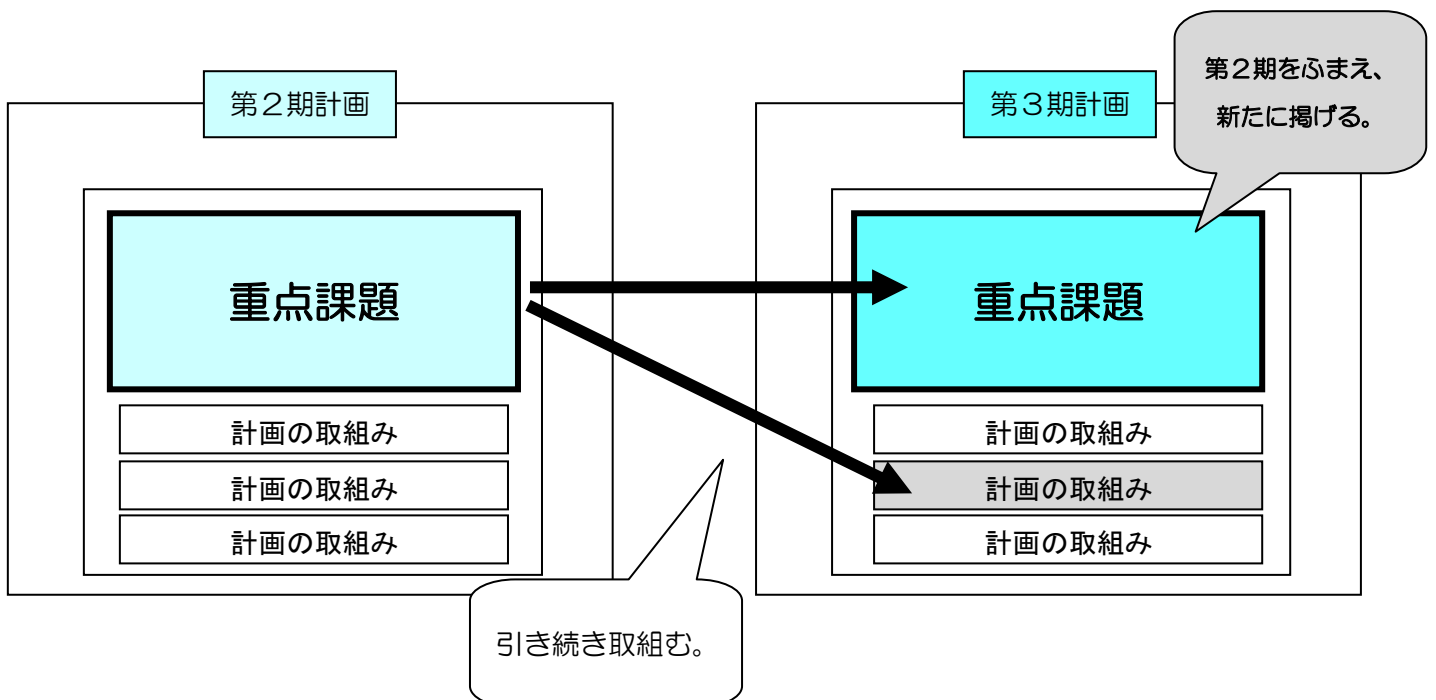 第２期計画
重点課題
計画の取組み
計画の取組み
計画の取組み
引き続き取組む。
第３期計画
第２期をふまえ、
新たに掲げる。
重点課題
計画の取組み
計画の取組み
計画の取組み